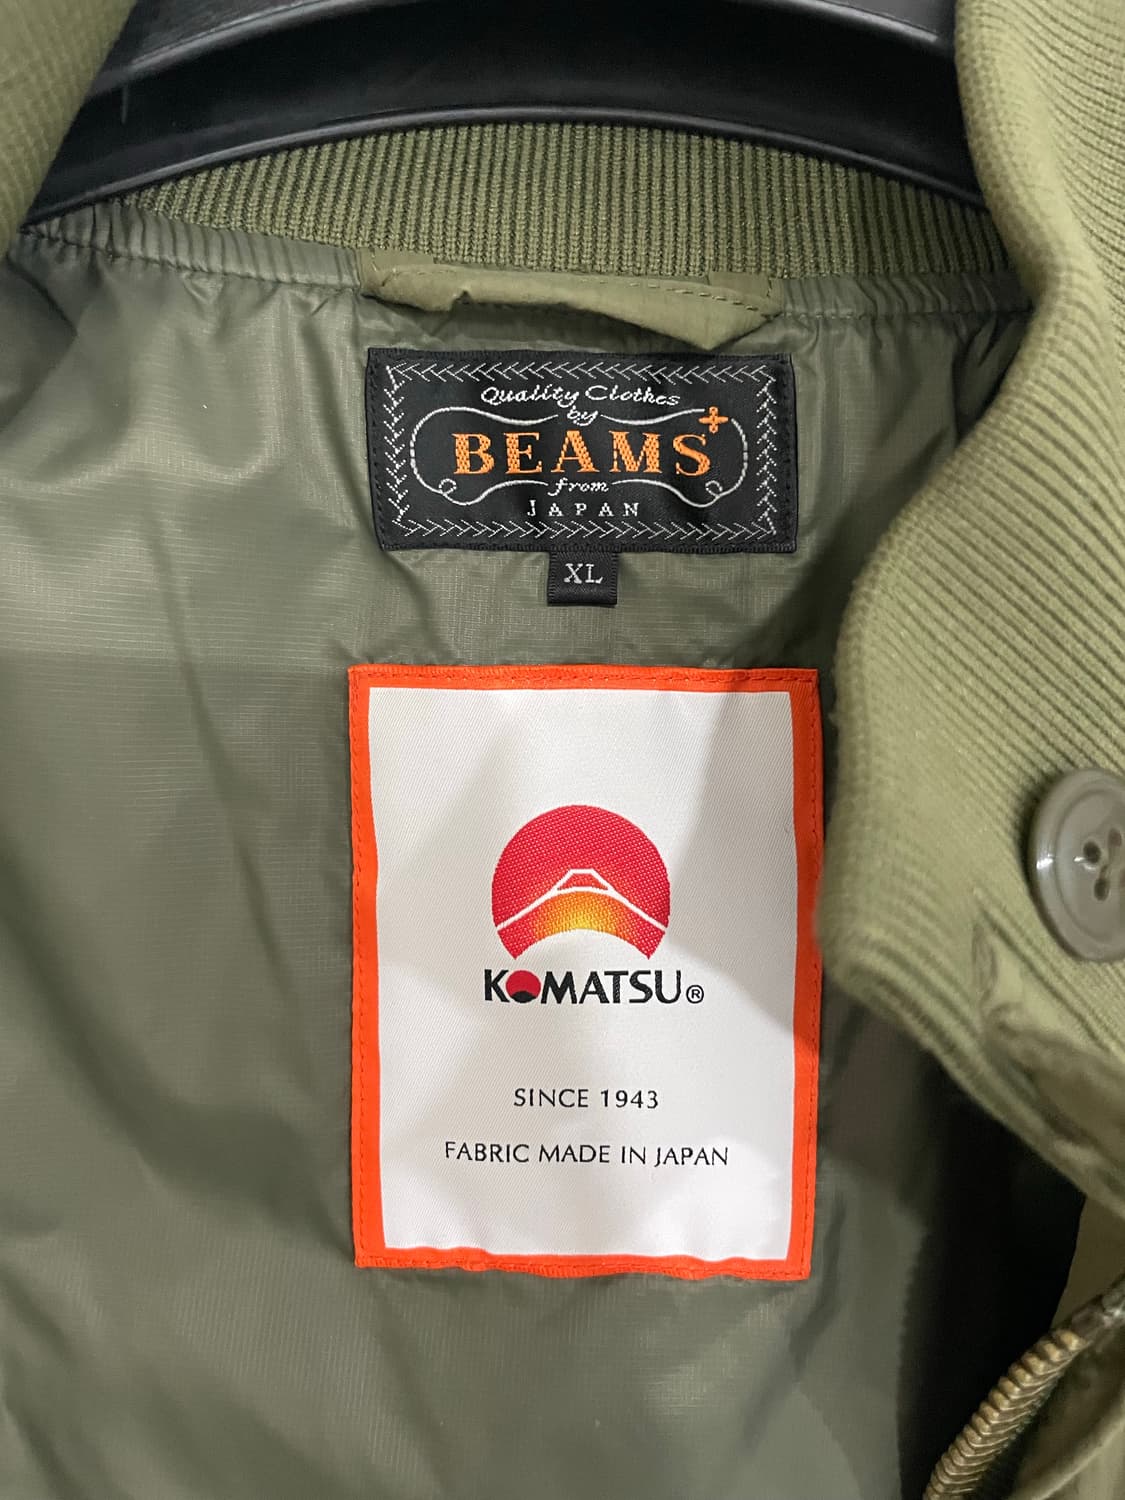 Quality Clothes
by
BEAMS+
from
JAPAN
XL
KOMATSU®
SINCE 1943
FABRIC MADE IN JAPAN